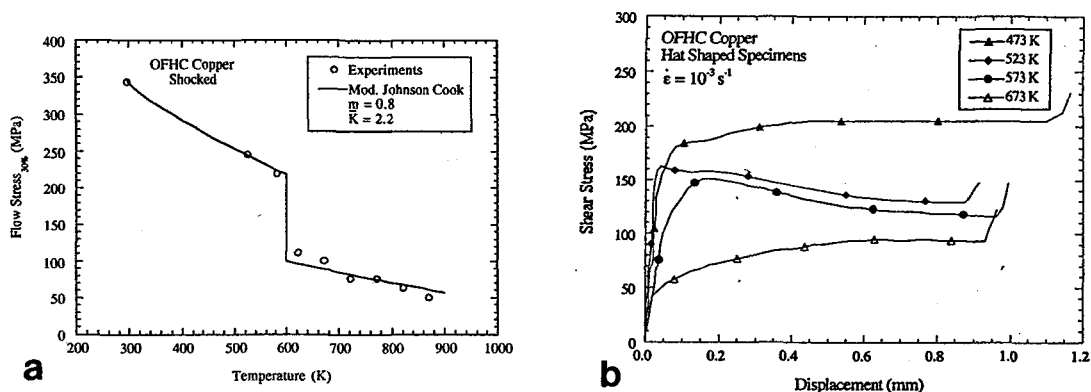 400
350
300
250
200
150
100
50
0
200 300 400 500 600 700 800 900 1000
Flow Stress30% (MPa)
Temperature (K)
OFHC Copper
Shocked
Experiments
Mod. Johnson Cook
m = 0.8
K = 2.2
a
300
250
200
150
100
50
0
0.0 0.2 0.4 0.6 0.8 1.0 1.2
Shear Stress (MPa)
Displacement (mm)
OFHC Copper
Hat Shaped Specimens
ε̇ = 10⁻³ s⁻¹
473 K
523 K
573 K
673 K
b